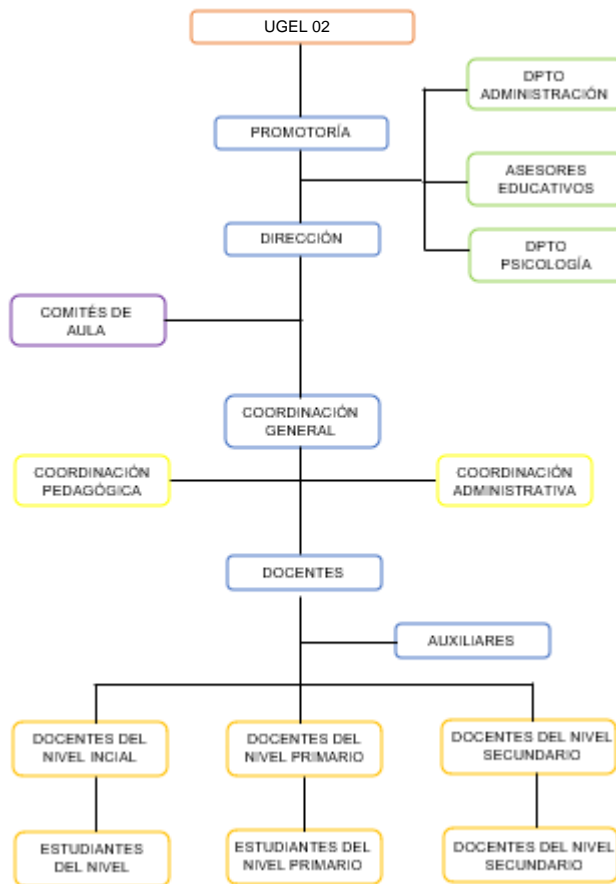 UGEL 02
DPTO
ADMINISTRACIÓN
PROMOTORÍA
ASESORES
EDUCATIVOS
DIRECCIÓN
DPTO
PSICOLOGÍA
COMITÉS DE
AULA
COORDINACIÓN
GENERAL
COORDINACIÓN
PEDAGÓGICA
COORDINACIÓN
ADMINISTRATIVA
DOCENTES
AUXILIARES
DOCENTES DEL
NIVEL INCIAL
DOCENTES DEL
NIVEL PRIMARIO
DOCENTES DEL NIVEL
SECUNDARIO
ESTUDIANTES
DEL NIVEL
ESTUDIANTES DEL
NIVEL PRIMARIO
DOCENTES DEL NIVEL
SECUNDARIO